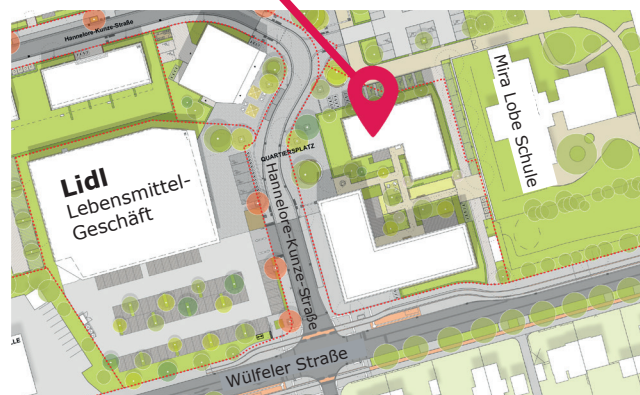 Hannelore-Kunze-Straße
Mira Lobe Schule
QUARTIERSPLATZ
Lidl
Lebensmittel-
Geschäft
Hannelore-Kunze-Straße
Wülfeler Straße